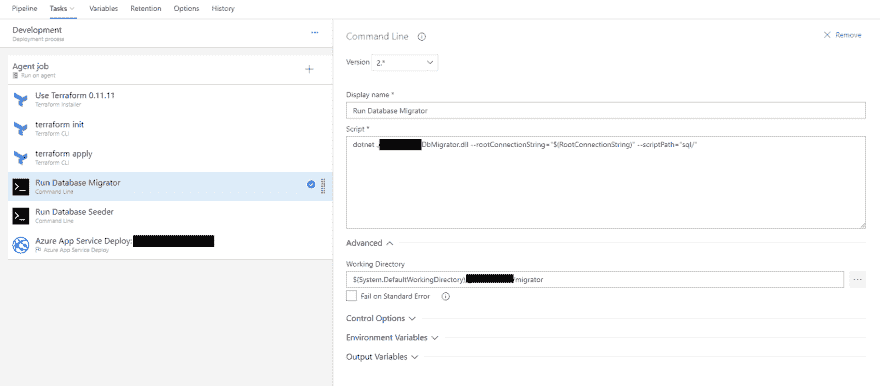 Pipeline Tasks Variables Retention Options History
Development
Deployment process
Agent job
Run on agent
Use Terraform 0.11.11
Terraform Installer
terraform init
Terraform CLI
terraform apply
Terraform CLI
Run Database Migrator
Command Line
Run Database Seeder
Command Line
Azure App Service Deploy:
Azure App Service Deploy
Command Line
Remove
Version 2.*
Display name *
Run Database Migrator
Script *
dotnet ./ DbMigrator.dll --rootConnectionString="$(RootConnectionString)" --scriptPath="sql/"
Advanced
Working Directory
$(System.DefaultWorkingDirectory)/ /migrator
Fail on Standard Error
Control Options
Environment Variables
Output Variables